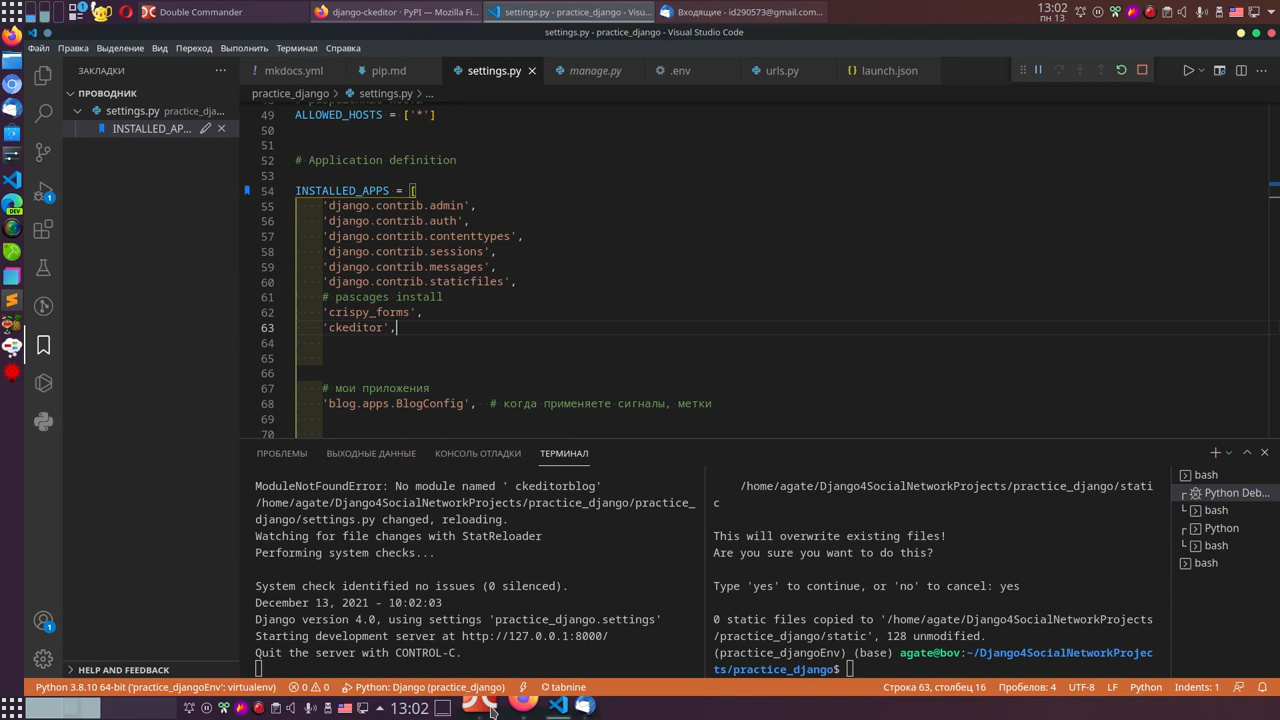 Double Commander
django-ckeditor · PyPI — Mozilla Fi...
settings.py - practice_django - Visu...
Входящие - id290573@gmail.com...
13:02
пн 13
settings.py - practice_django - Visual Studio Code
Файл Правка Выделение Вид Переход Выполнить Терминал Справка
ЗАКЛАДКИ
mkdocs.yml
pip.md
settings.py
manage.py
.env
urls.py
launch.json
ПРОВОДНИК
settings.py practice_dja...
INSTALLED_AP...
practice_django > settings.py > ...
49 ALLOWED_HOSTS = ['*']
50
51
52 # Application definition
53
54 INSTALLED_APPS = [
55 'django.contrib.admin',
56 'django.contrib.auth',
57 'django.contrib.contenttypes',
58 'django.contrib.sessions',
59 'django.contrib.messages',
60 'django.contrib.staticfiles',
61 # pascages install
62 'crispy_forms',
63 'ckeditor',
64
65
66
67 # мои приложения
68 'blog.apps.BlogConfig', # когда применяете сигналы, метки
69
70
ПРОБЛЕМЫ ВЫХОДНЫЕ ДАННЫЕ КОНСОЛЬ ОТЛАДКИ ТЕРМИНАЛ
ModuleNotFoundError: No module named ' ckeditorblog'
/home/agate/Django4SocialNetworkProjects/practice_django/practice_
django/settings.py changed, reloading.
Watching for file changes with StatReloader
Performing system checks...
System check identified no issues (0 silenced).
December 13, 2021 - 10:02:03
Django version 4.0, using settings 'practice_django.settings'
Starting development server at http://127.0.0.1:8000/
Quit the server with CONTROL-C.
/home/agate/Django4SocialNetworkProjects/practice_django/stati
c
This will overwrite existing files!
Are you sure you want to do this?
Type 'yes' to continue, or 'no' to cancel: yes
0 static files copied to '/home/agate/Django4SocialNetworkProjects
/practice_django/static', 128 unmodified.
(practice_djangoEnv) (base) agate@bov:~/Django4SocialNetworkProjec
ts/practice_django$
bash
Python Deb...
bash
Python
bash
bash
DEV
1
1
HELP AND FEEDBACK
Python 3.8.10 64-bit ('practice_djangoEnv': virtualenv) 0 0 Python: Django (practice_django) tabnine Строка 63, столбец 16 Пробелов: 4 UTF-8 LF Python Indents: 1
13:02